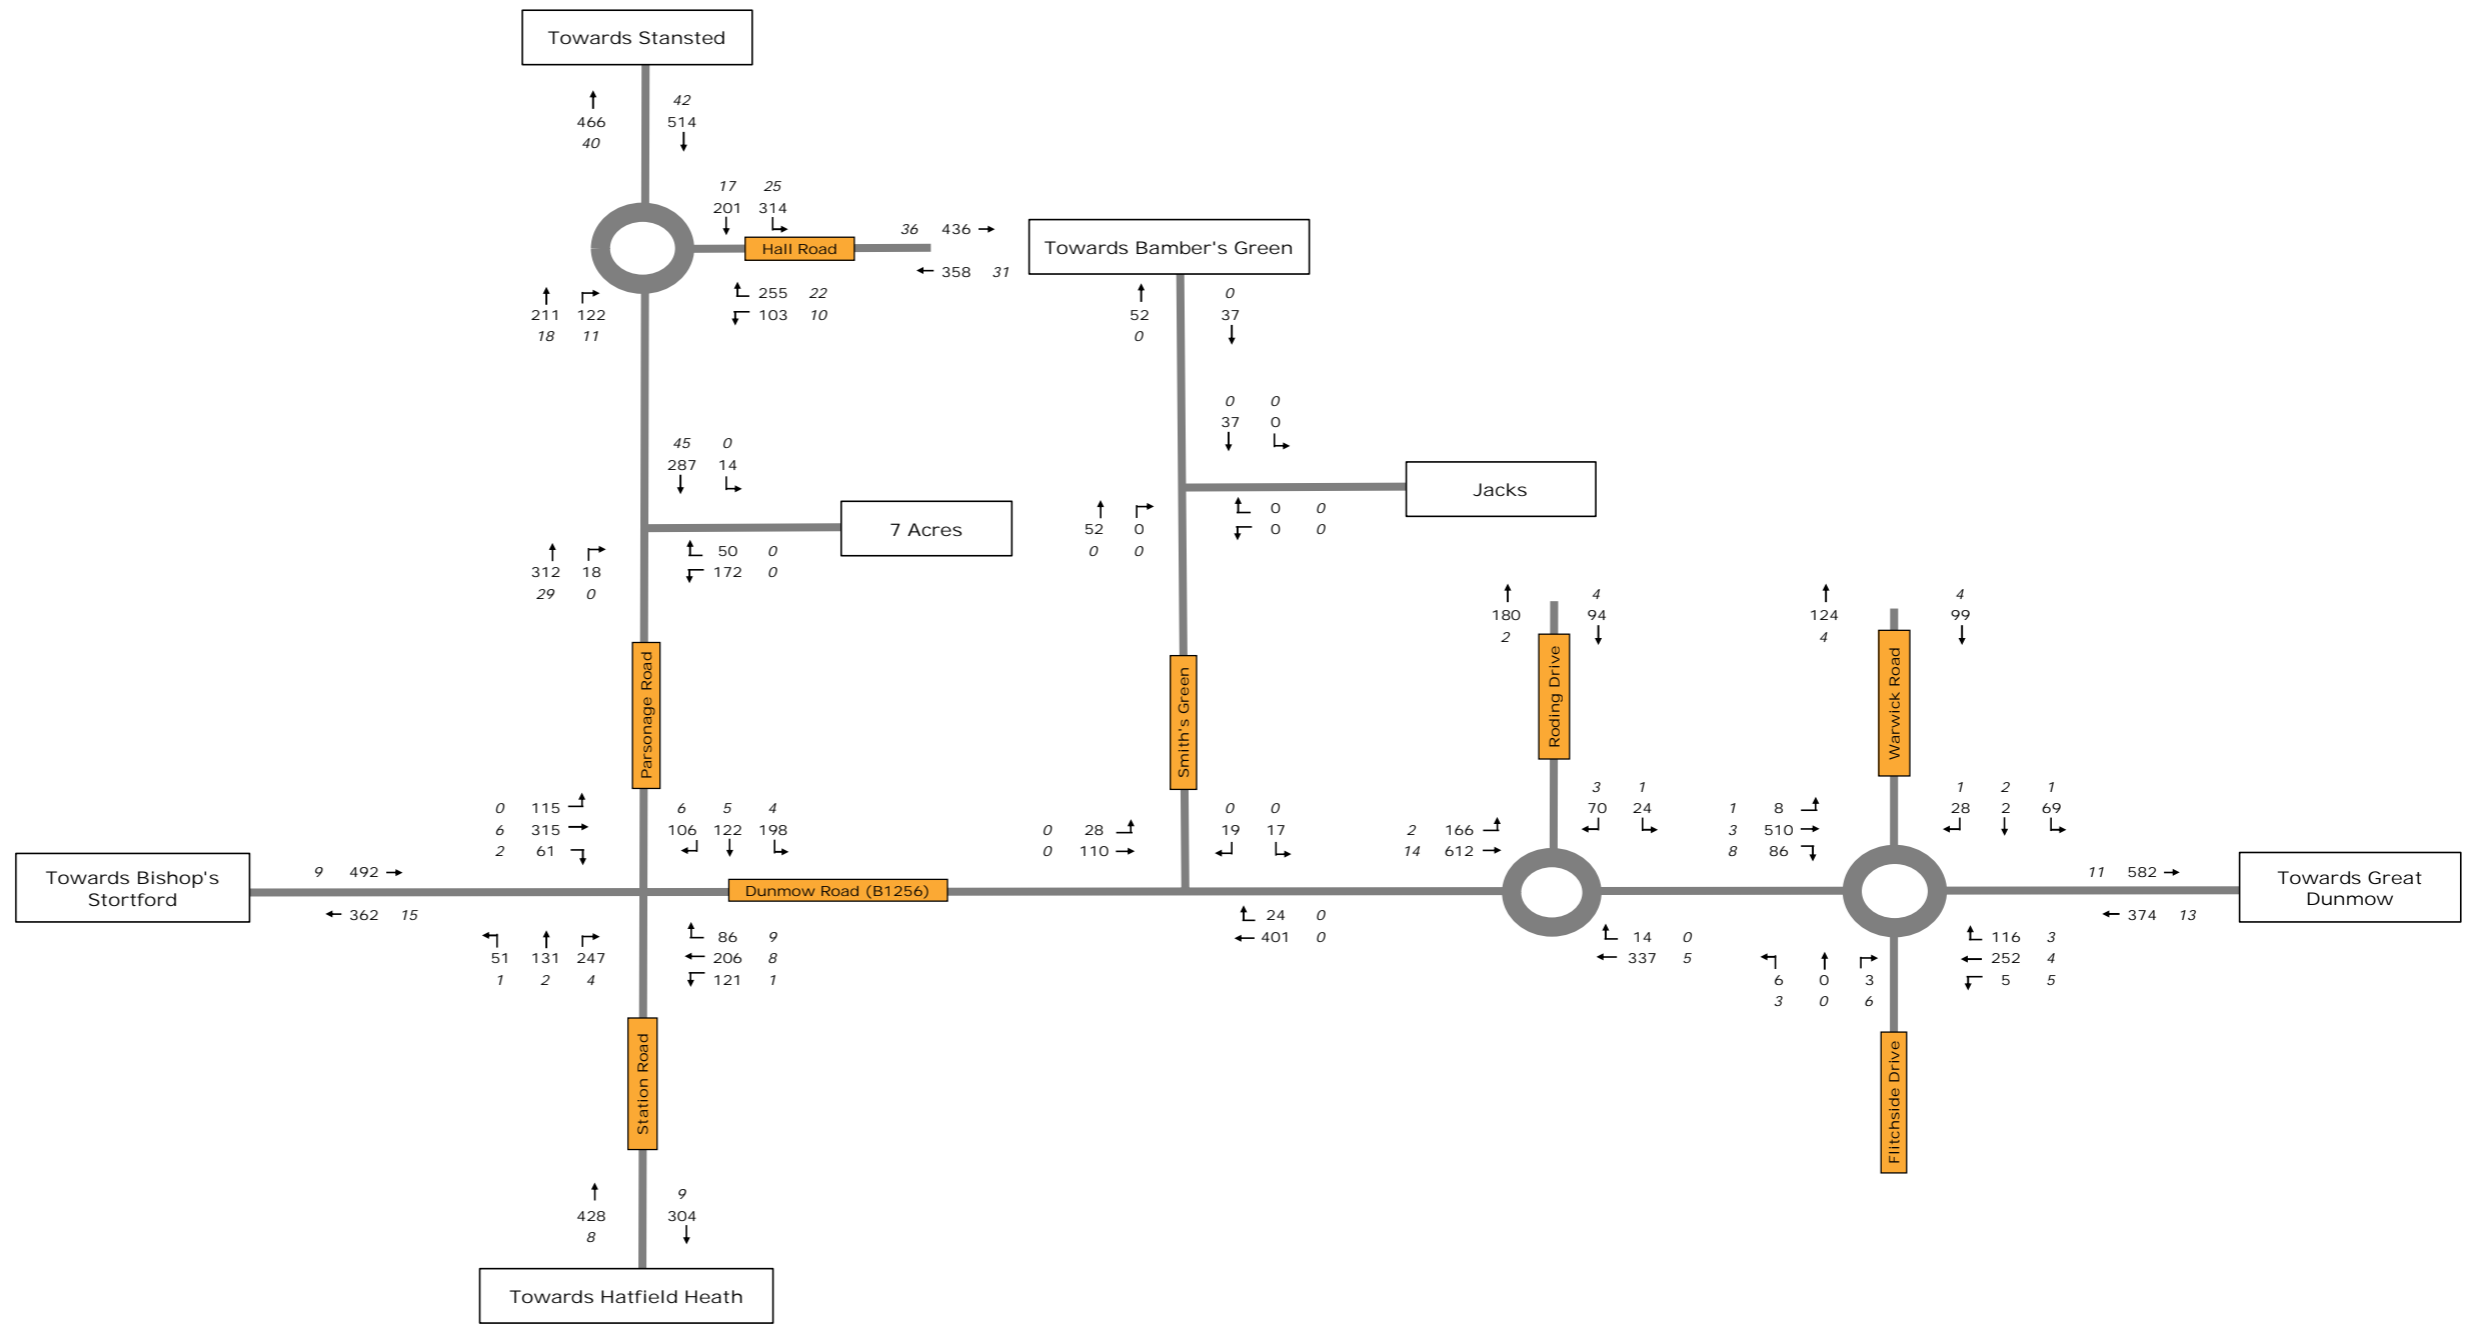 Towards Stansted
42
466 514
40
17 25
201 314
36 436
Hall Road
358 31
255 22
211 122 103 10
18 11
Towards Bamber's Green
0
52 37
0
0 0
37 0
45 0
287 14
Jacks
0 0
52 0 0 0
0 0
7 Acres
50 0
312 18 172 0
29 0
4
180 94
2
4
124 99
4
Parsonage Road
Smith's Green
Roding Drive
Warwick Road
0 115 6 5 4
6 315 106 122 198
2 61
0 0
0 28 19 17
0 110
3 1
70 24
2 166
14 612
1 2 1
1 8 28 2 69
3 510
8 86
Towards Bishop's
Stortford
9 492
362 15
Dunmow Road (B1256)
11 582
374 13
Towards Great
Dunmow
86 9
51 131 247 206 8
1 2 4 121 1
24 0
401 0
14 0
337 5
116 3
252 4
6 0 3 5 5
3 0 6
Station Road
Flitchside Drive
9
428 304
8
Towards Hatfield Heath